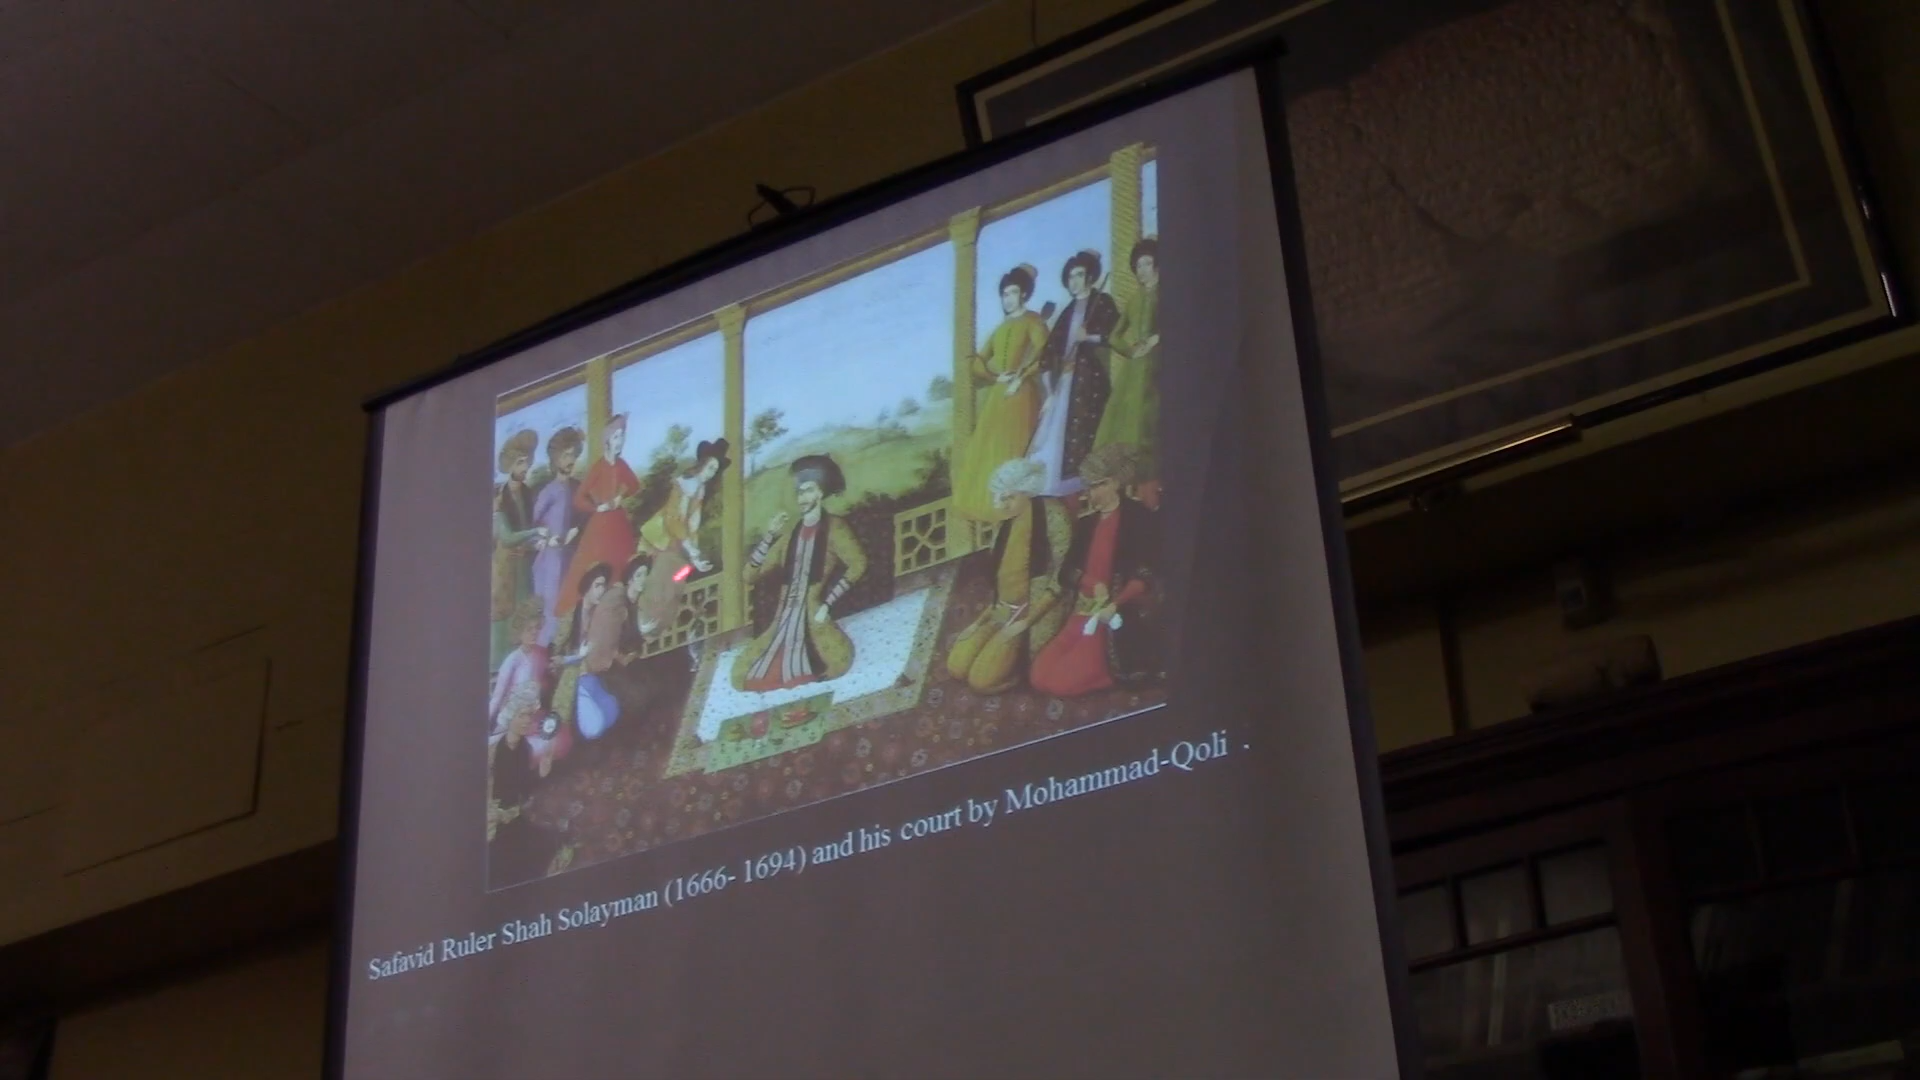 Safavid Ruler Shah Solayman (1666- 1694) and his court by Mohammad-Qoli .